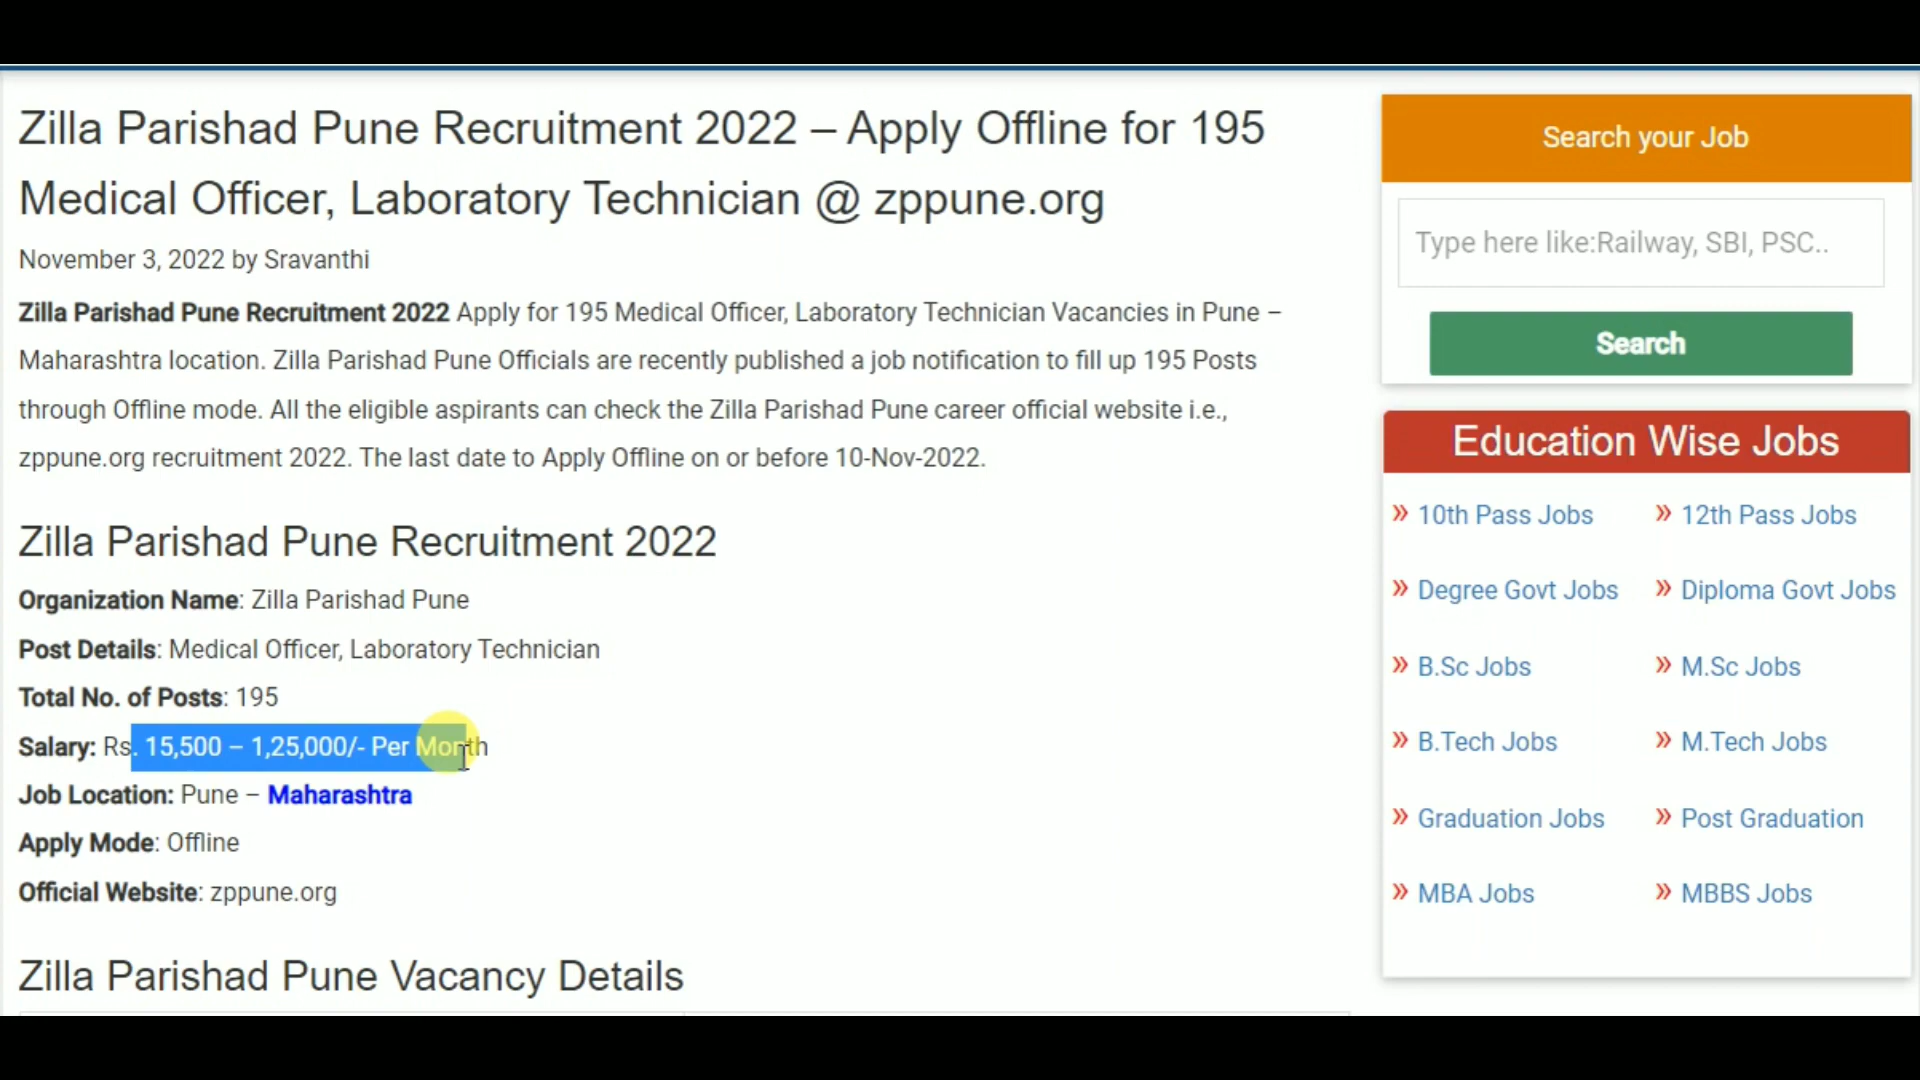 Zilla Parishad Pune Recruitment 2022 – Apply Offline for 195
Medical Officer, Laboratory Technician @ zppune.org
November 3, 2022 by Sravanthi
Zilla Parishad Pune Recruitment 2022 Apply for 195 Medical Officer, Laboratory Technician Vacancies in Pune –
Maharashtra location. Zilla Parishad Pune Officials are recently published a job notification to fill up 195 Posts
through Offline mode. All the eligible aspirants can check the Zilla Parishad Pune career official website i.e.,
zppune.org recruitment 2022. The last date to Apply Offline on or before 10-Nov-2022.
Zilla Parishad Pune Recruitment 2022
Organization Name: Zilla Parishad Pune
Post Details: Medical Officer, Laboratory Technician
Total No. of Posts: 195
Salary: Rs. 15,500 – 1,25,000/- Per Month
Job Location: Pune – Maharashtra
Apply Mode: Offline
Official Website: zppune.org
Zilla Parishad Pune Vacancy Details
Search your Job
Type here like:Railway, SBI, PSC..
Search
Education Wise Jobs
» 10th Pass Jobs » 12th Pass Jobs
» Degree Govt Jobs » Diploma Govt Jobs
» B.Sc Jobs » M.Sc Jobs
» B.Tech Jobs » M.Tech Jobs
» Graduation Jobs » Post Graduation
» MBA Jobs » MBBS Jobs